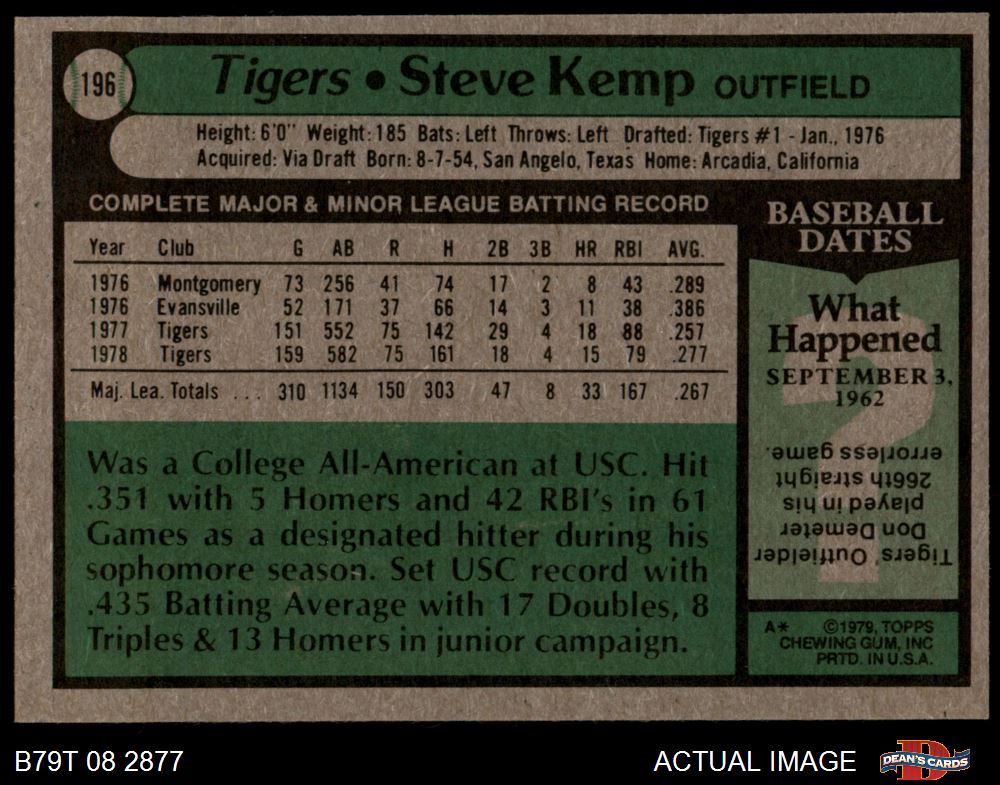 196
Tigers • Steve Kemp OUTFIELD
Height: 6'0" Weight: 185 Bats: Left Throws: Left Drafted: Tigers #1 - Jan., 1976
Acquired: Via Draft Born: 8-7-54, San Angelo, Texas Home: Arcadia, California
COMPLETE MAJOR & MINOR LEAGUE BATTING RECORD
Year Club G AB R H 2B 3B HR RBI AVG.
1976 Montgomery 73 256 41 74 17 2 8 43 .289
1976 Evansville 52 171 37 66 14 3 11 38 .386
1977 Tigers 151 552 75 142 29 4 18 88 .257
1978 Tigers 159 582 75 161 18 4 15 79 .277
Maj. Lea. Totals ... 310 1134 150 303 47 8 33 167 .267
Was a College All-American at USC. Hit
.351 with 5 Homers and 42 RBI's in 61
Games as a designated hitter during his
sophomore season. Set USC record with
.435 Batting Average with 17 Doubles, 8
Triples & 13 Homers in junior campaign.
BASEBALL
DATES
What
Happened
SEPTEMBER 3,
1962
Tigers' Outfielder
Don Demeter
played in his
266th straight
errorless game.
A* ©1979, TOPPS
CHEWING GUM, INC
PRTD. IN U.S.A.
B79T 08 2877
ACTUAL IMAGE
D
DEAN'S CARDS